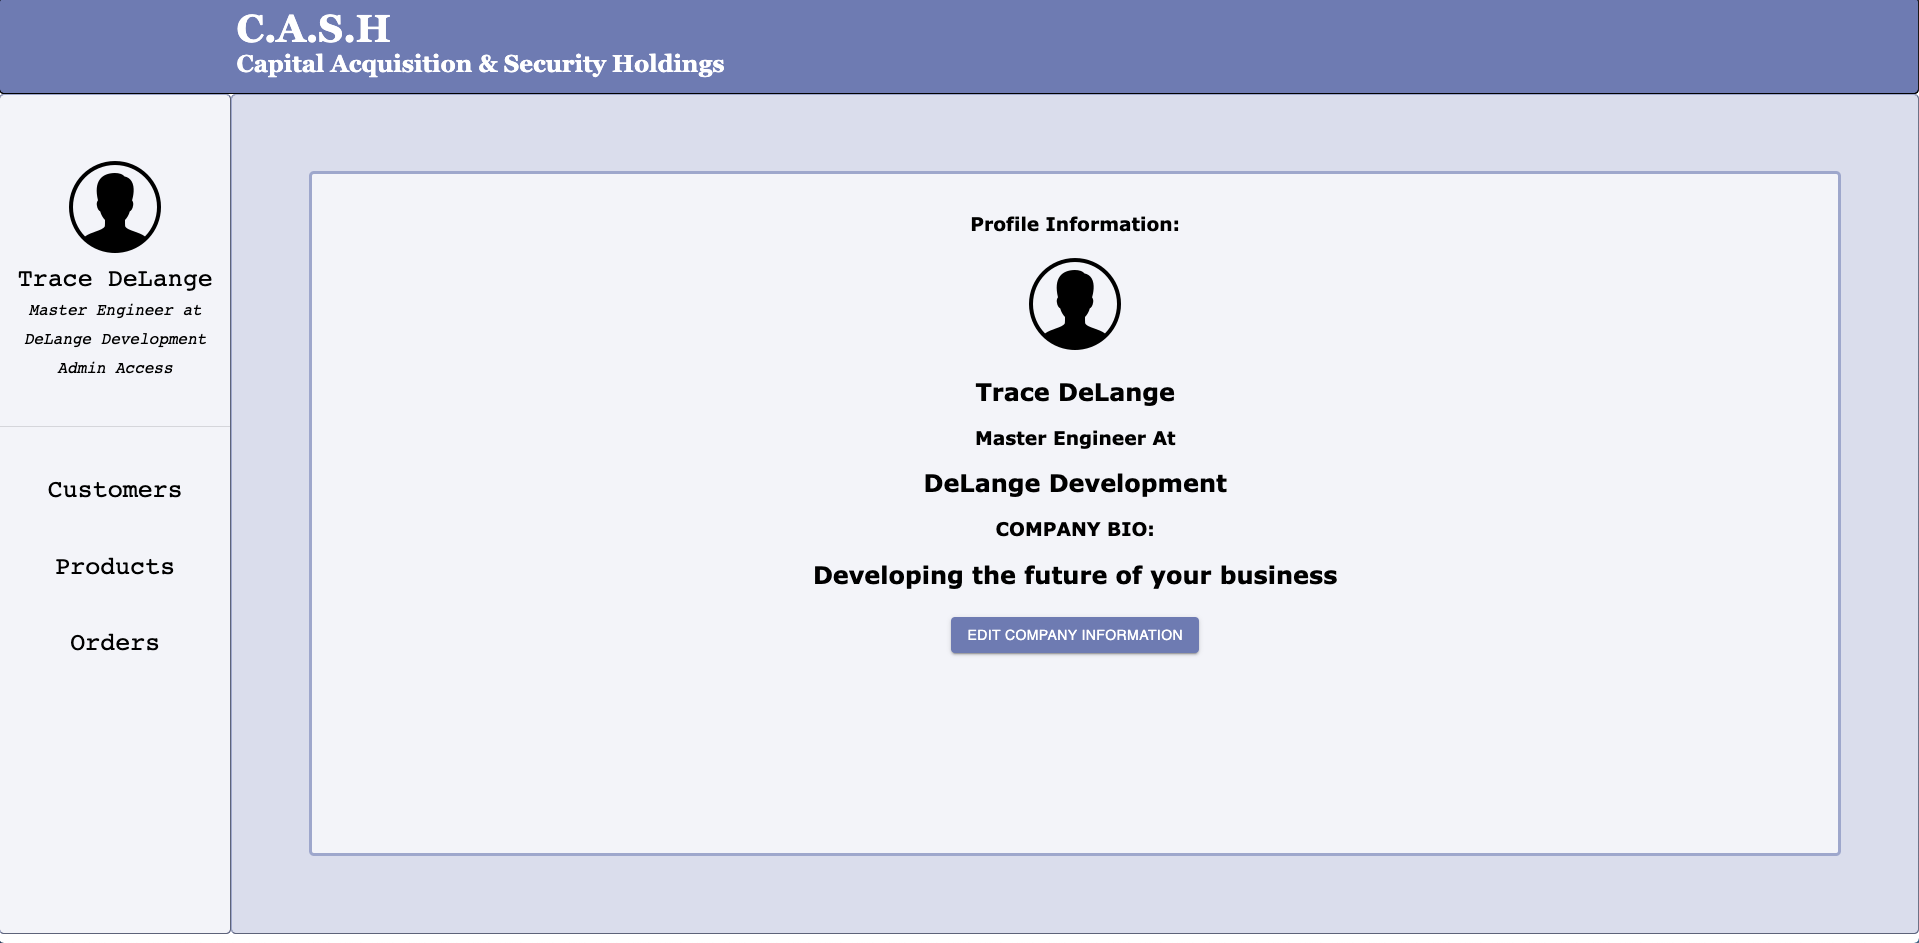 C.A.S.H
Capital Acquisition & Security Holdings
Trace DeLange
Master Engineer at
DeLange Development
Admin Access
Customers
Products
Orders
Profile Information:
Trace DeLange
Master Engineer At
DeLange Development
COMPANY BIO:
Developing the future of your business
EDIT COMPANY INFORMATION